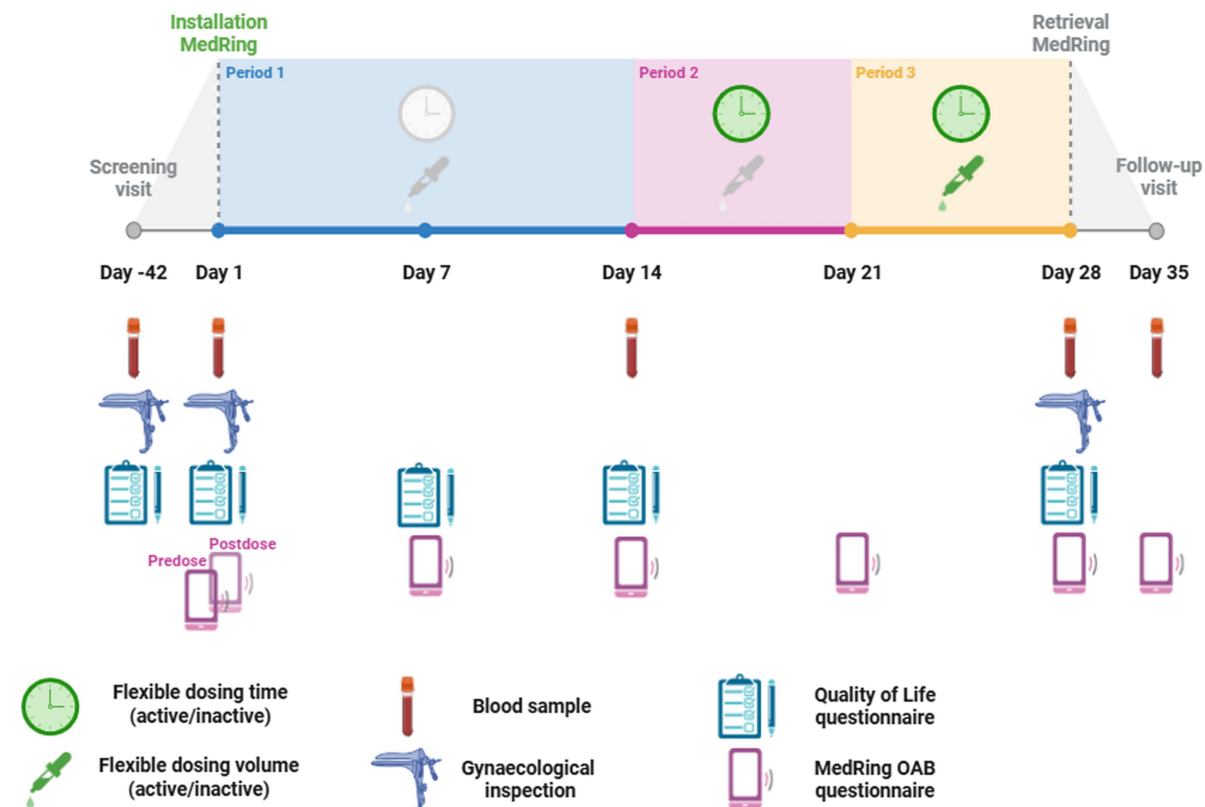 Installation
MedRing
Retrieval
MedRing
Period 1
Period 2
Period 3
Screening
visit
Follow-up
visit
Day -42
Day 1
Day 7
Day 14
Day 21
Day 28
Day 35
Postdose
Predose
Flexible dosing time
(active/inactive)
Blood sample
Quality of Life
questionnaire
Flexible dosing volume
(active/inactive)
Gynaecological
inspection
MedRing OAB
questionnaire